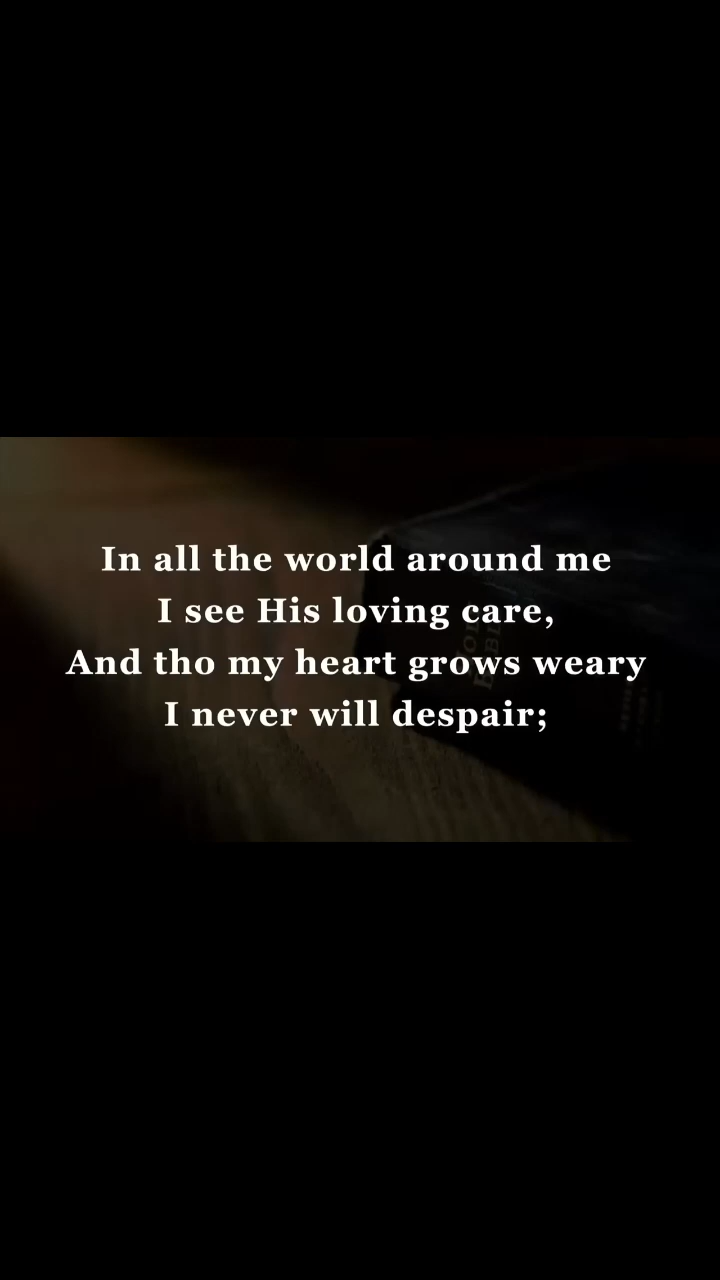 In all the world around me
I see His loving care,
And tho my heart grows weary
I never will despair;